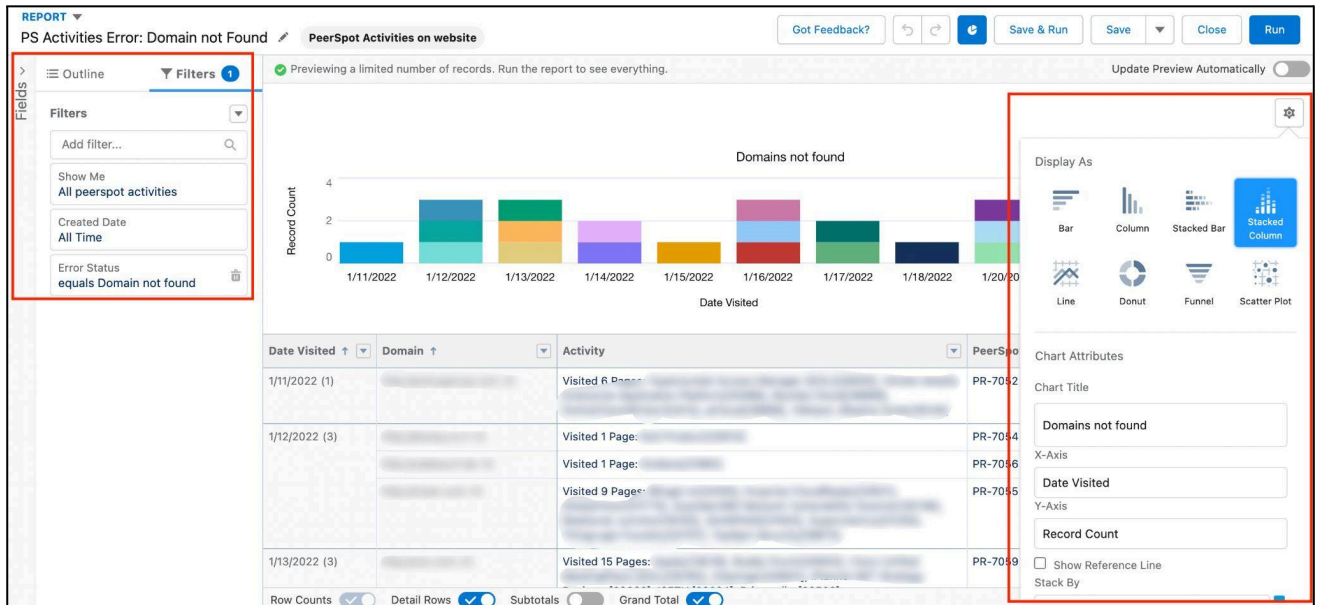 REPORT
PS Activities Error: Domain not Found
PeerSpot Activities on website
Got Feedback?
Save & Run
Save
Close
Run
Fields
Outline
Filters 1
Previewing a limited number of records. Run the report to see everything.
Update Preview Automatically
Filters
Add filter...
Show Me
All peerspot activities
Created Date
All Time
Error Status
equals Domain not found
Domains not found
Record Count
4
2
0
1/11/2022 1/12/2022 1/13/2022 1/14/2022 1/15/2022 1/16/2022 1/17/2022 1/18/2022 1/20/20
Date Visited
Display As
Bar Column Stacked Bar Stacked Column
Line Donut Funnel Scatter Plot
Chart Attributes
Chart Title
Domains not found
X-Axis
Date Visited
Y-Axis
Record Count
Show Reference Line
Stack By
Date Visited Domain Activity PeerSpo
1/11/2022 (1) Visited 6 PR-7052
1/12/2022 (3) Visited 1 Page: PR-7054
Visited 1 Page: PR-7056
Visited 9 Pages: PR-7055
1/13/2022 (3) Visited 15 Pages: PR-7059
Row Counts Detail Rows Subtotals Grand Total